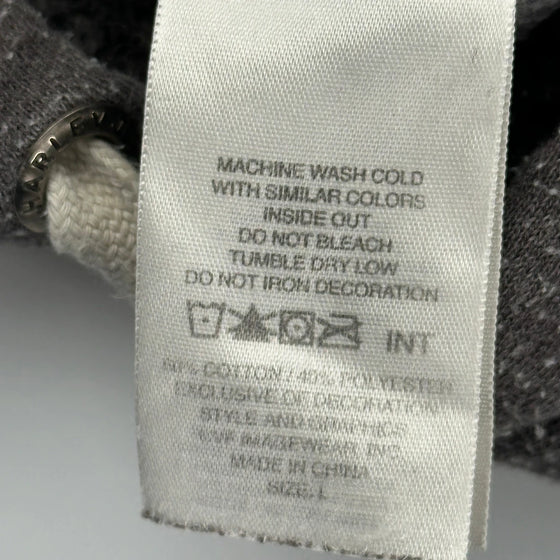 HARLEY
MACHINE WASH COLD
WITH SIMILAR COLORS
INSIDE OUT
DO NOT BLEACH
TUMBLE DRY LOW
DO NOT IRON DECORATION
INT
60% COTTON / 40% POLYESTER
EXCLUSIVE OF DECORATION
STYLE AND GRAPHICS
IMAGEWEAR, INC.
MADE IN CHINA
SIZE: L